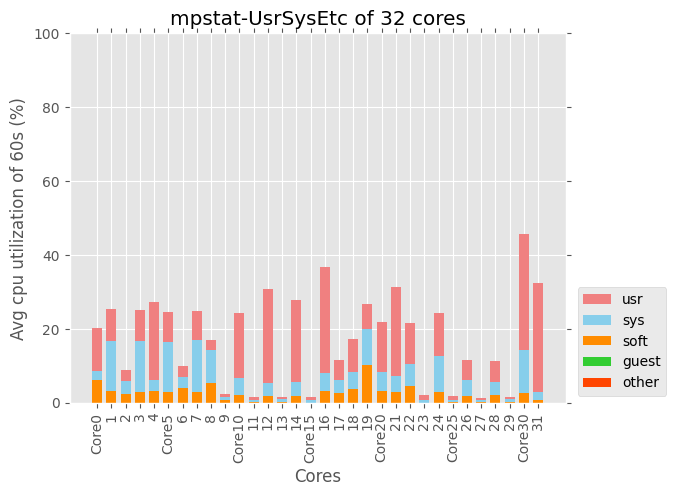 mpstat-UsrSysEtc of 32 cores
Avg cpu utilization of 60s (%)
100
80
60
40
20
0
Core0
1
2
3
4
Core5
6
7
8
9
Core10
11
12
13
14
Core15
16
17
18
19
Core20
21
22
23
24
Core25
26
27
28
29
Core30
31
Cores
usr
sys
soft
guest
other